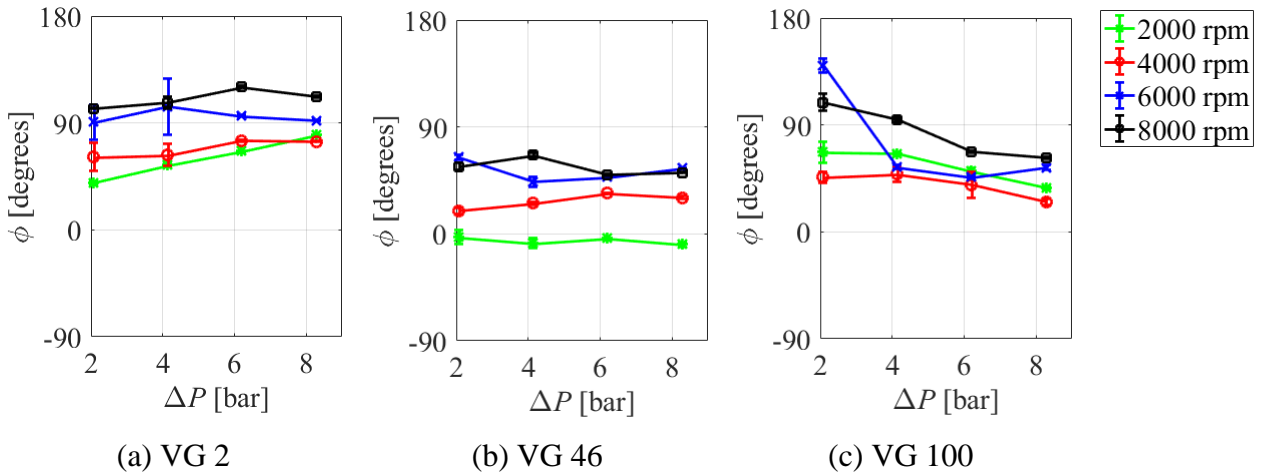 180
90
0
-90
ϕ [degrees]
2 4 6 8
ΔP [bar]
(a) VG 2
180
90
0
-90
ϕ [degrees]
2 4 6 8
ΔP [bar]
(b) VG 46
180
90
0
-90
ϕ [degrees]
2 4 6 8
ΔP [bar]
(c) VG 100
2000 rpm
4000 rpm
6000 rpm
8000 rpm